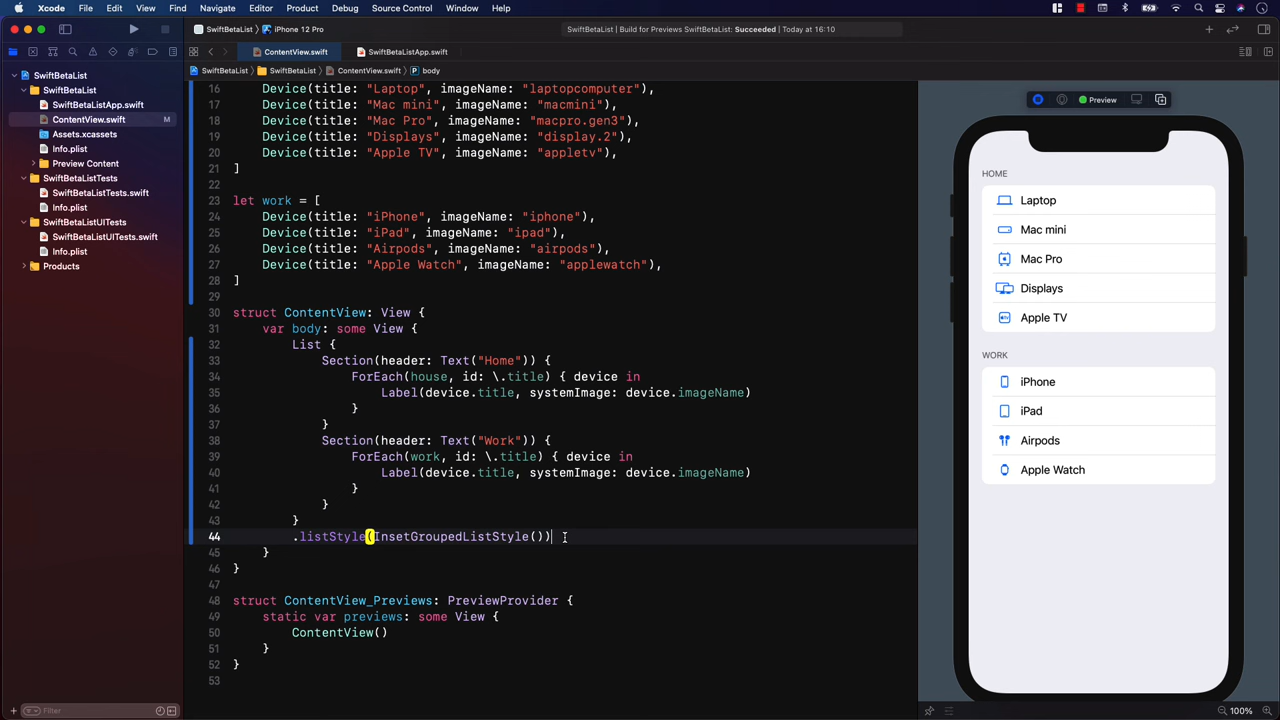 Xcode File Edit View Find Navigate Editor Product Debug Source Control Window Help
SwiftBetaList iPhone 12 Pro SwiftBetaList | Build for Previews SwiftBetaList: Succeeded | Today at 16:10
ContentView.swift SwiftBetaListApp.swift
SwiftBetaList SwiftBetaList ContentView.swift body
SwiftBetaList
SwiftBetaList
SwiftBetaListApp.swift
ContentView.swift M
Assets.xcassets
Info.plist
Preview Content
SwiftBetaListTests
SwiftBetaListTests.swift
Info.plist
SwiftBetaListUITests
SwiftBetaListUITests.swift
Info.plist
Products
Filter
16 Device(title: "Laptop", imageName: "laptopcomputer"),
17 Device(title: "Mac mini", imageName: "macmini"),
18 Device(title: "Mac Pro", imageName: "macpro.gen3"),
19 Device(title: "Displays", imageName: "display.2"),
20 Device(title: "Apple TV", imageName: "appletv"),
21 ]
22
23 let work = [
24 Device(title: "iPhone", imageName: "iphone"),
25 Device(title: "iPad", imageName: "ipad"),
26 Device(title: "Airpods", imageName: "airpods"),
27 Device(title: "Apple Watch", imageName: "applewatch"),
28 ]
29
30 struct ContentView: View {
31 var body: some View {
32 List {
33 Section(header: Text("Home")) {
34 ForEach(house, id: \.title) { device in
35 Label(device.title, systemImage: device.imageName)
36 }
37 }
38 Section(header: Text("Work")) {
39 ForEach(work, id: \.title) { device in
40 Label(device.title, systemImage: device.imageName)
41 }
42 }
43 }
44 .listStyle(InsetGroupedListStyle())
45 }
46 }
47
48 struct ContentView_Previews: PreviewProvider {
49 static var previews: some View {
50 ContentView()
51 }
52 }
53
Preview
HOME
Laptop
Mac mini
Mac Pro
Displays
Apple TV
WORK
iPhone
iPad
Airpods
Apple Watch
100%